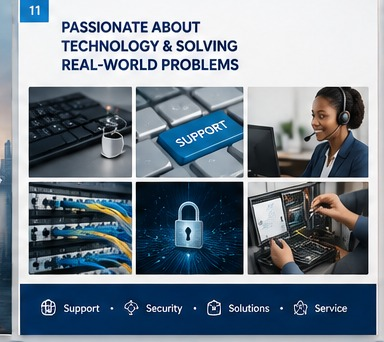 11
PASSIONATE ABOUT
TECHNOLOGY & SOLVING
REAL-WORLD PROBLEMS
SUPPORT
Support • Security • Solutions • Service